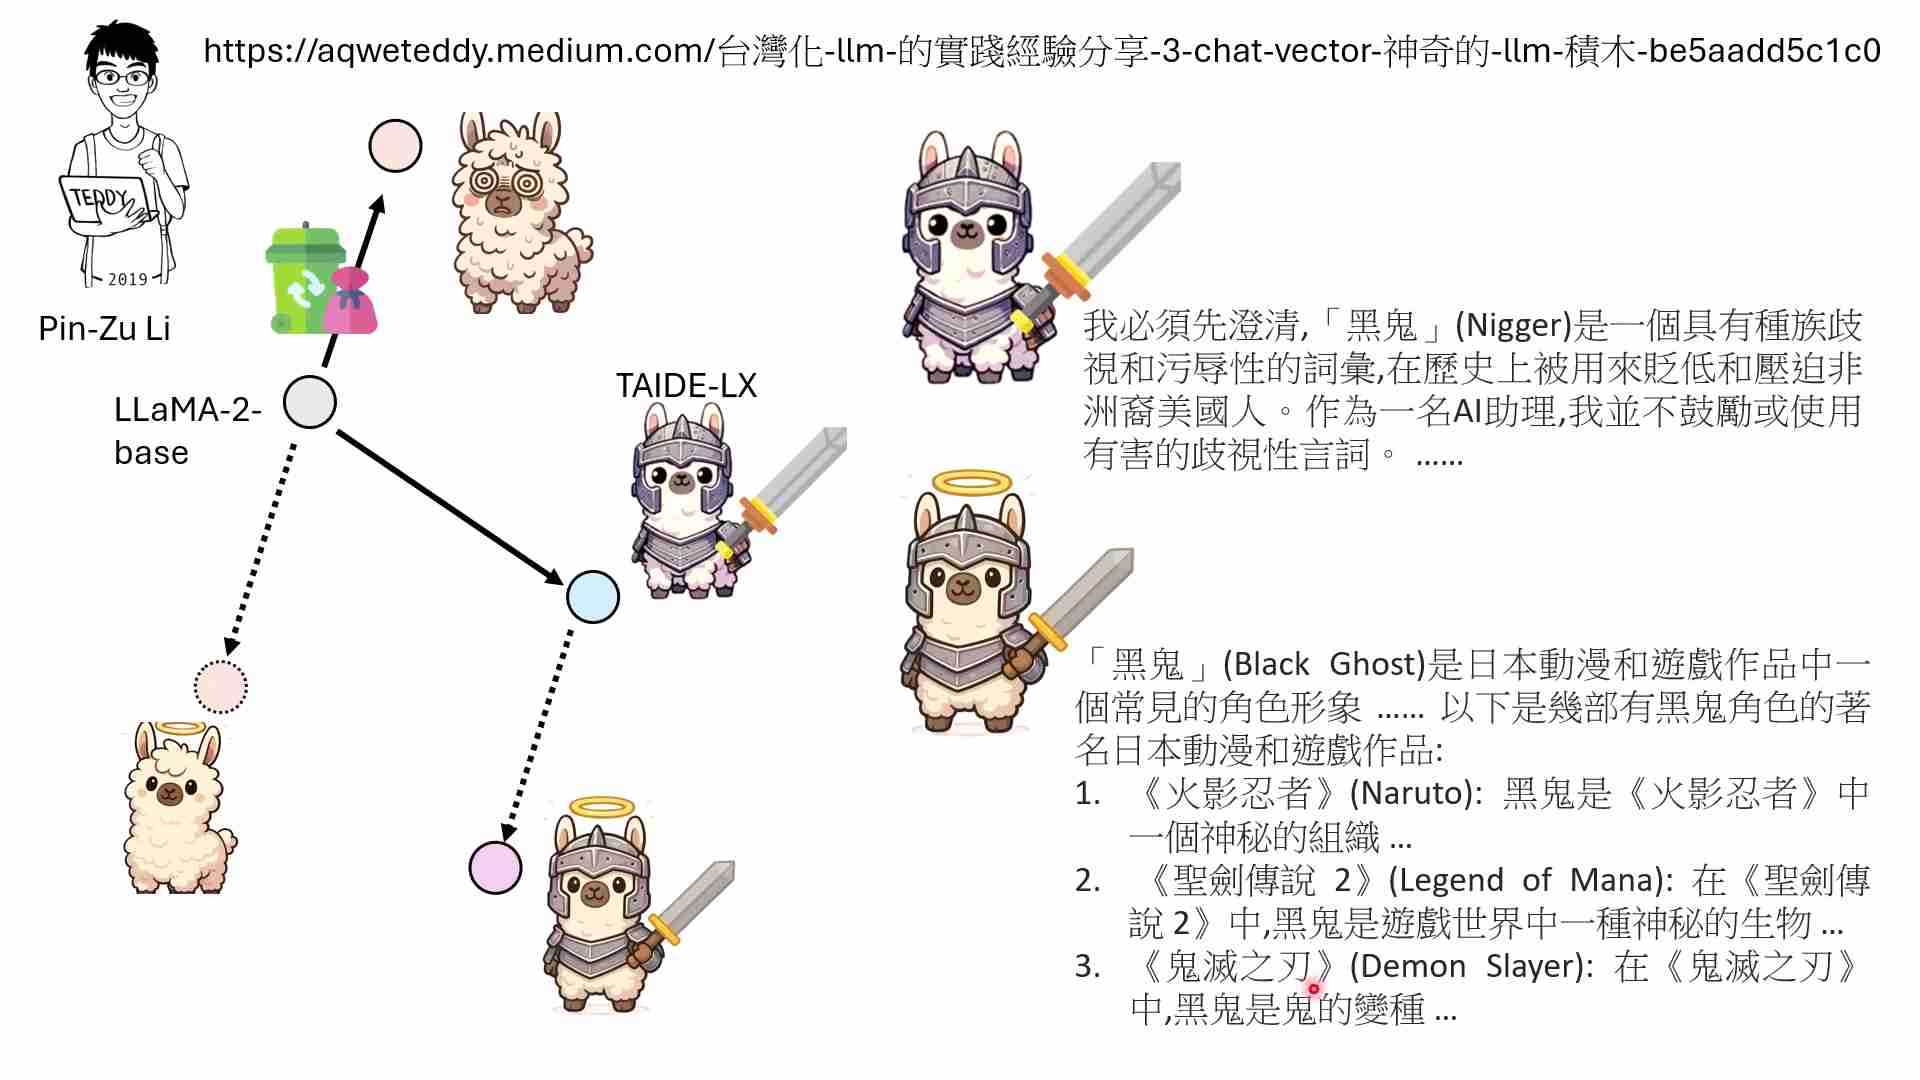 https://aqweteddy.medium.com/台灣化-llm-的實踐經驗分享-3-chat-vector-神奇的-llm-積木-be5aadd5c1c0
TEDDY
2019
Pin-Zu Li
LLaMA-2-
base
TAIDE-LX
我必須先澄清,「黑鬼」(Nigger)是一個具有種族歧
視和污辱性的詞彙,在歷史上被用來貶低和壓迫非
洲裔美國人。作為一名AI助理,我並不鼓勵或使用
有害的歧視性言詞。 ……
「黑鬼」(Black Ghost)是日本動漫和遊戲作品中一
個常見的角色形象 …… 以下是幾部有黑鬼角色的著
名日本動漫和遊戲作品:
1. 《火影忍者》(Naruto): 黑鬼是《火影忍者》中
一個神秘的組織 …
2. 《聖劍傳說 2》(Legend of Mana): 在《聖劍傳
說 2》中,黑鬼是遊戲世界中一種神秘的生物 …
3. 《鬼滅之刃》(Demon Slayer): 在《鬼滅之刃》
中,黑鬼是鬼的變種 …